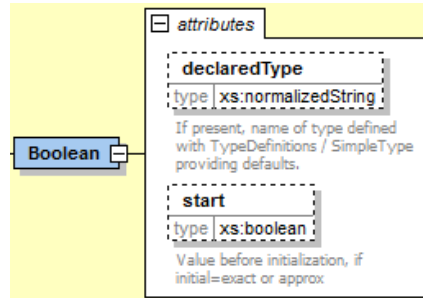 attributes
declaredType
type xs:normalizedString
If present, name of type defined
with TypeDefinitions / SimpleType
providing defaults.
Boolean
start
type xs:boolean
Value before initialization, if
initial=exact or approx